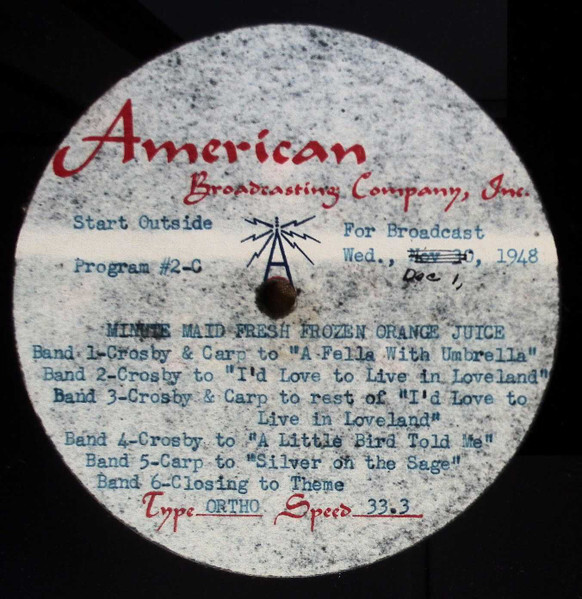 American
Broadcasting Company, Inc.
Start Outside
For Broadcast
Program #2-C
Wed., Nov 10, 1948
Dec 1,
MINUTE MAID FRESH FROZEN ORANGE JUICE
Band 1-Crosby & Carp to "A Fella With Umbrella"
Band 2-Crosby to "I'd Love to Live in Loveland"
Band 3-Crosby & Carp to rest of "I'd Love to
Live in Loveland"
Band 4-Crosby to "A Little Bird Told Me"
Band 5-Carp to "Silver on the Sage"
Band 6-Closing to Theme
Type ORTHO Speed 33.3